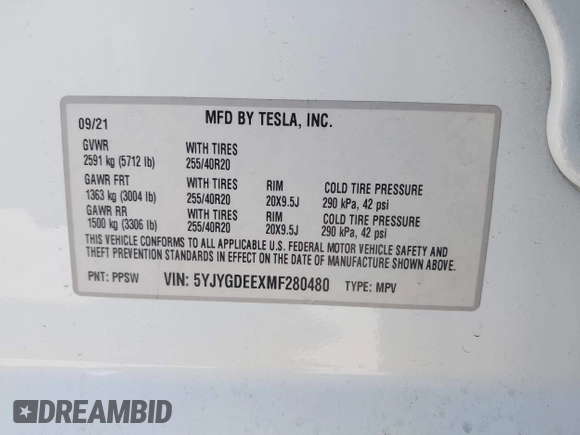 09/21 MFD BY TESLA, INC.
GVWR WITH TIRES
2591 kg (5712 lb) 255/40R20
GAWR FRT WITH TIRES RIM COLD TIRE PRESSURE
1363 kg (3004 lb) 255/40R20 20X9.5J 290 kPa, 42 psi
GAWR RR WITH TIRES RIM COLD TIRE PRESSURE
1500 kg (3306 lb) 255/40R20 20X9.5J 290 kPa, 42 psi
THIS VEHICLE CONFORMS TO ALL APPLICABLE U.S. FEDERAL MOTOR VEHICLE SAFETY AND
THEFT PREVENTION STANDARDS IN EFFECT ON THE DATE OF MANUFACTURE SHOWN ABOVE.
PNT: PPSW VIN: 5YJYGDEEXMF280480 TYPE: MPV
DREAMBID